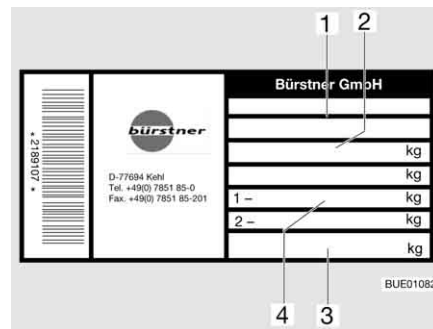 1 2
Bürstner GmbH
* 2189107 *
bürstner
D-77694 Kehl
Tel. +49(0) 7851 85-0
Fax. +49(0) 7851 85-201
kg
kg
1 – kg
2 – kg
kg
BUE01082
4 3